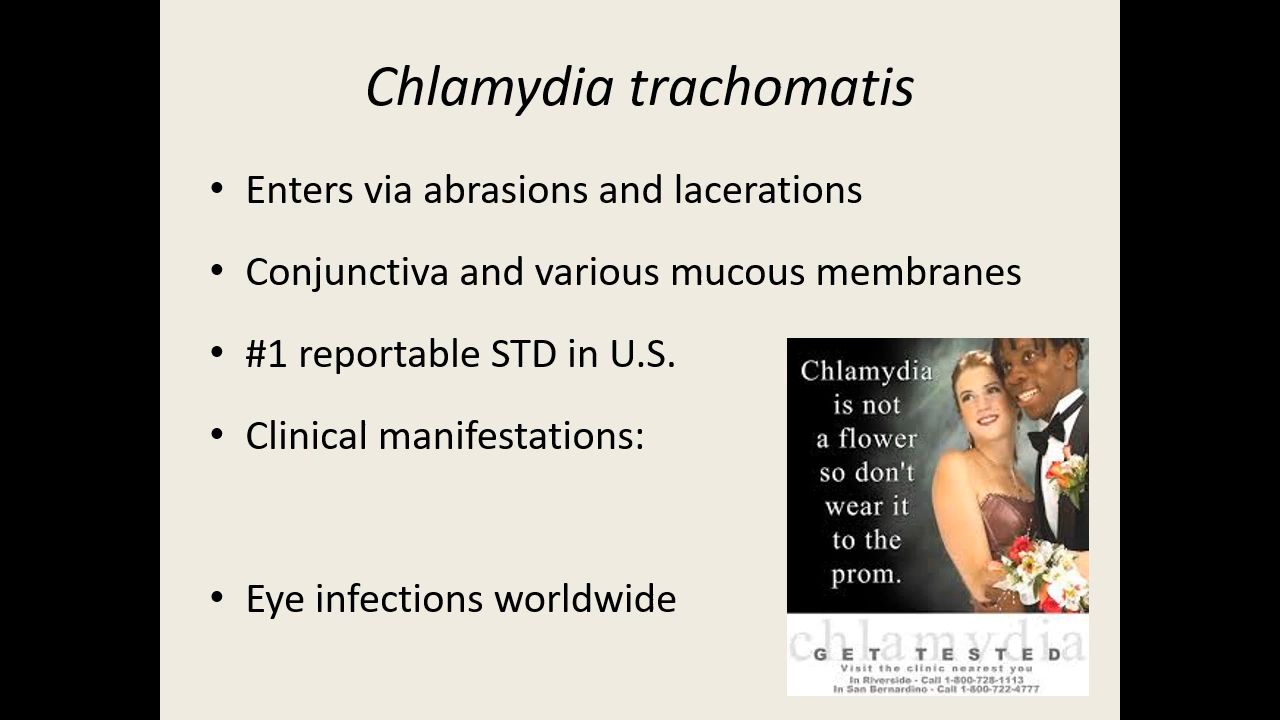 Chlamydia trachomatis
• Enters via abrasions and lacerations
• Conjunctiva and various mucous membranes
• #1 reportable STD in U.S.
• Clinical manifestations:
• Eye infections worldwide
Chlamydia
is not
a flower
so don't
wear it
to the
prom.
chlamydia
GET TESTED
Visit the clinic nearest you
In Riverside - Call 1-800-728-1113
In San Bernardino - Call 1-800-722-4777